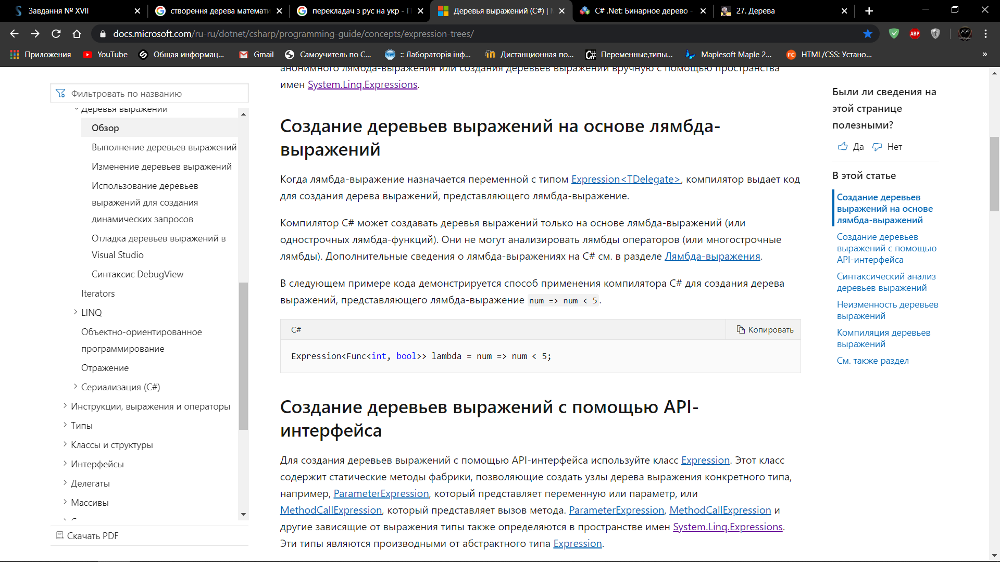 Завдання № XVII
створення дерева математи
перекладач з рус на укр - П
Деревья выражений (C#) | M
C# .Net: Бинарное дерево -
27. Дерева
docs.microsoft.com/ru-ru/dotnet/csharp/programming-guide/concepts/expression-trees/
ABP
F.P.
Приложения
YouTube
Общая информац...
Gmail
Самоучитель по C...
:: Лабораторія інф...
Дистанционная по...
C#
Переменные,типы...
Maplesoft Maple 2...
FC
HTML/CSS: Устано...
»
Фильтровать по названию
Деревья выражений
Обзор
Выполнение деревьев выражений
Изменение деревьев выражений
Использование деревьев
выражений для создания
динамических запросов
Отладка деревьев выражений в
Visual Studio
Синтаксис DebugView
Iterators
LINQ
Объектно-ориентированное
программирование
Отражение
Сериализация (C#)
Инструкции, выражения и операторы
Типы
Классы и структуры
Интерфейсы
Делегаты
Массивы
Скачать PDF
анонимного лямбда-выражения или создания деревьев выражений вручную с помощью пространства
имен System.Linq.Expressions.
Создание деревьев выражений на основе лямбда-
выражений
Когда лямбда-выражение назначается переменной с типом Expression<TDelegate>, компилятор выдает код
для создания дерева выражений, представляющего лямбда-выражение.
Компилятор C# может создавать деревья выражений только на основе лямбда-выражений (или
однострочных лямбда-функций). Они не могут анализировать лямбды операторов (или многострочные
лямбды). Дополнительные сведения о лямбда-выражениях на C# см. в разделе Лямбда-выражения.
В следующем примере кода демонстрируется способ применения компилятора C# для создания дерева
выражений, представляющего лямбда-выражение num => num < 5.
C#
Копировать
Expression<Func<int, bool>> lambda = num => num < 5;
Создание деревьев выражений с помощью API-
интерфейса
Для создания деревьев выражений с помощью API-интерфейса используйте класс Expression. Этот класс
содержит статические методы фабрики, позволяющие создать узлы дерева выражения конкретного типа,
например, ParameterExpression, который представляет переменную или параметр, или
MethodCallExpression, который представляет вызов метода. ParameterExpression, MethodCallExpression и
другие зависящие от выражения типы также определяются в пространстве имен System.Linq.Expressions.
Эти типы являются производными от абстрактного типа Expression.
Были ли сведения на
этой странице
полезными?
Да
Нет
В этой статье
Создание деревьев
выражений на основе
лямбда-выражений
Создание деревьев
выражений с помощью
API-интерфейса
Синтаксический анализ
деревьев выражений
Неизменность деревьев
выражений
Компиляция деревьев
выражений
См. также раздел